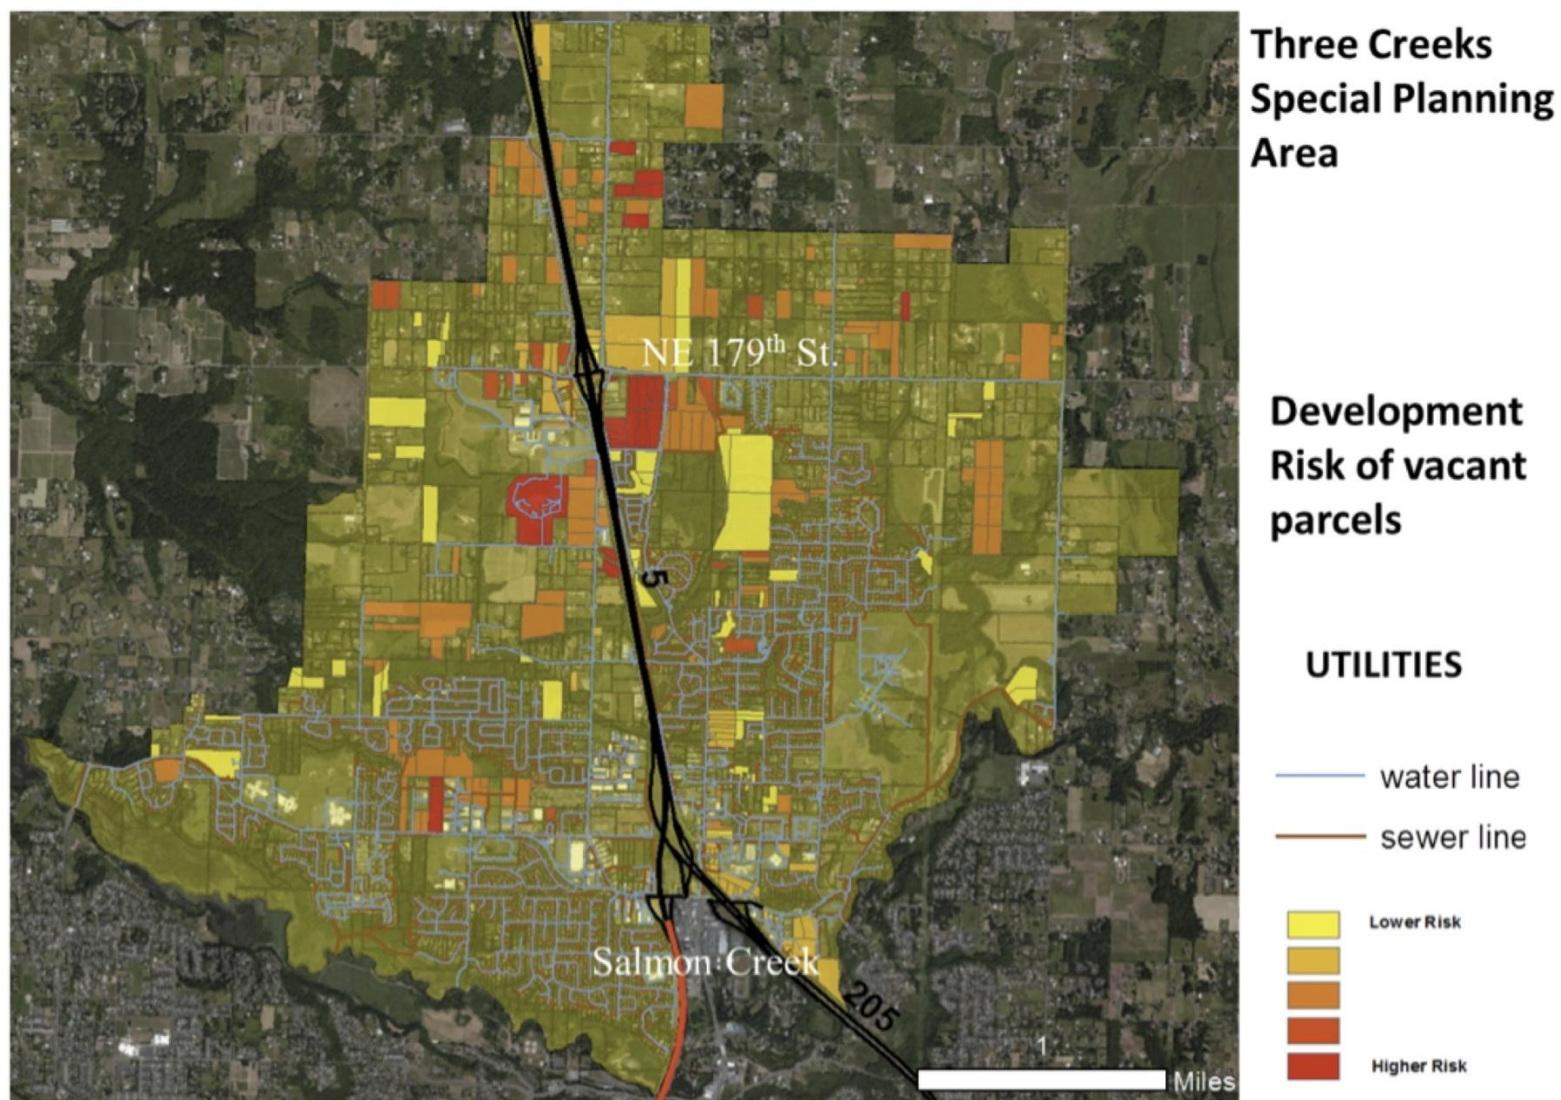 Three Creeks
Special Planning
Area
NE 179th St.
Development
Risk of vacant
parcels
5
UTILITIES
water line
sewer line
Lower Risk
Salmon Creek
205
1
Miles
Higher Risk